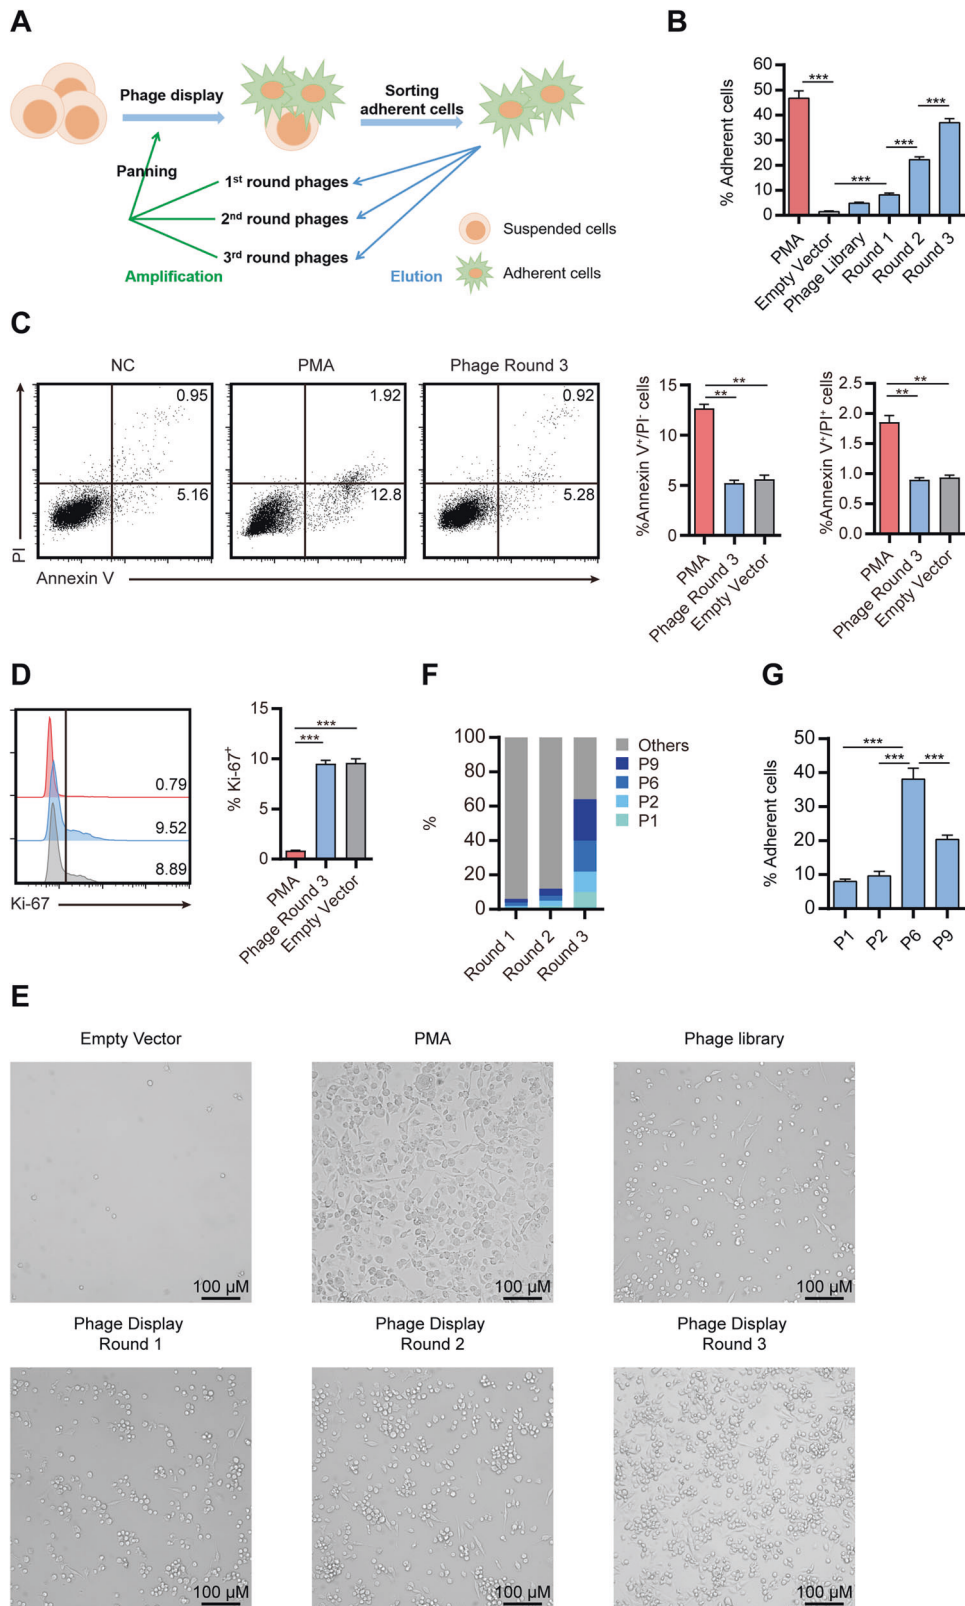 A
Phage display
Sorting
adherent cells
Panning
1st round phages
2nd round phages
3rd round phages
Amplification
Elution
Suspended cells
Adherent cells
B
% Adherent cells
60
50
40
30
20
10
0
***
***
***
***
PMA
Empty Vector
Phage Library
Round 1
Round 2
Round 3
C
NC
PMA
Phage Round 3
0.95
5.16
1.92
12.8
0.92
5.28
PI
Annexin V
%Annexin V+/PI- cells
15
10
5
0
**
**
PMA
Phage Round 3
Empty Vector
%Annexin V+/PI+ cells
2.5
2.0
1.5
1.0
0.5
0.0
**
**
PMA
Phage Round 3
Empty Vector
D
0.79
9.52
8.89
Ki-67
% Ki-67+
15
10
5
0
***
***
PMA
Phage Round 3
Empty Vector
F
%
100
80
60
40
20
0
Others
P9
P6
P2
P1
Round 1
Round 2
Round 3
G
% Adherent cells
50
40
30
20
10
0
***
***
***
P1
P2
P6
P9
E
Empty Vector
PMA
Phage library
100 µM
100 µM
100 µM
Phage Display
Round 1
Phage Display
Round 2
Phage Display
Round 3
100 µM
100 µM
100 µM